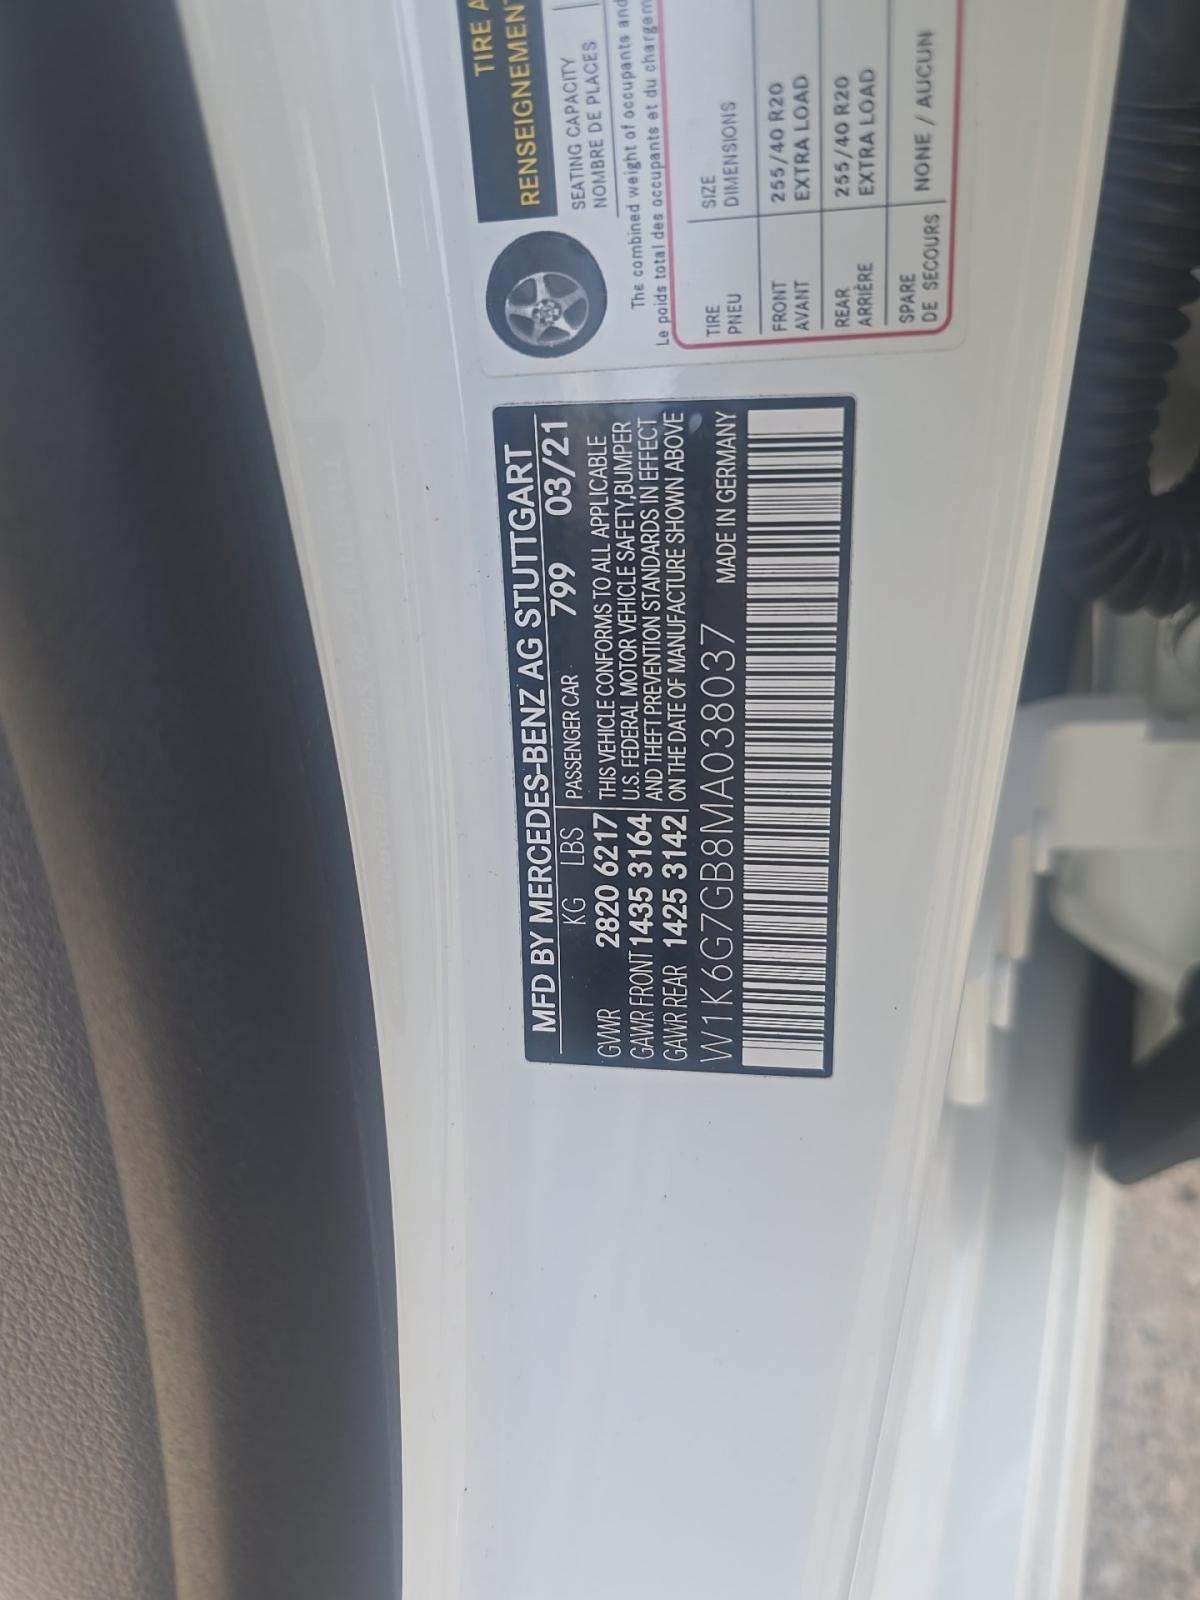 MFD BY MERCEDES-BENZ AG STUTTGART
KG LBS PASSENGER CAR 799 03/21
GVWR 2820 6217 THIS VEHICLE CONFORMS TO ALL APPLICABLE
GAWR FRONT 1435 3164 U.S. FEDERAL MOTOR VEHICLE SAFETY,BUMPER
GAWR REAR 1425 3142 AND THEFT PREVENTION STANDARDS IN EFFECT
ON THE DATE OF MANUFACTURE SHOWN ABOVE
W1K6G7GB8MA038037 MADE IN GERMANY
TIRE A
RENSEIGNEMENT
SEATING CAPACITY
NOMBRE DE PLACES
The combined weight of occupants and
Le poids total des occupants et du chargem
TIRE SIZE
PNEU DIMENSIONS
FRONT 255/40 R20
AVANT EXTRA LOAD
REAR 255/40 R20
ARRIÈRE EXTRA LOAD
SPARE NONE / AUCUN
DE SECOURS